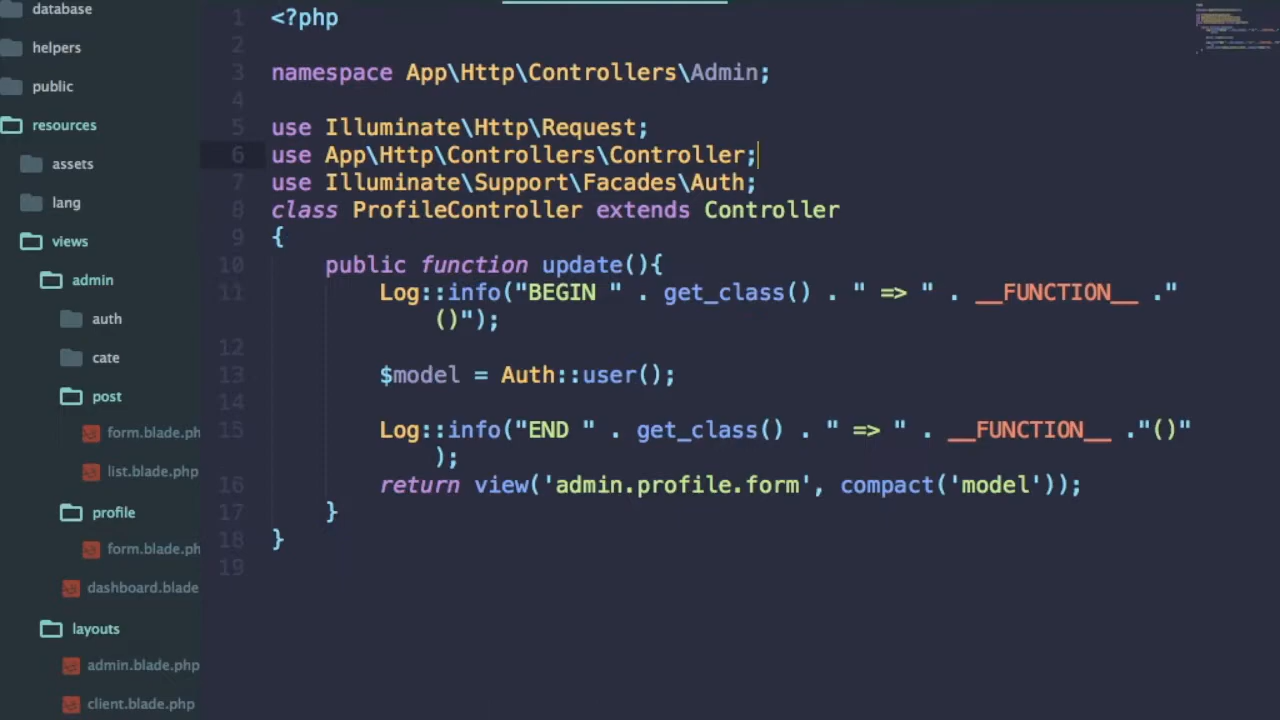 database
helpers
public
resources
assets
lang
views
admin
auth
cate
post
form.blade.ph
list.blade.php
profile
form.blade.ph
dashboard.blade
layouts
admin.blade.php
client.blade.php
1 <?php
2
3 namespace App\Http\Controllers\Admin;
4
5 use Illuminate\Http\Request;
6 use App\Http\Controllers\Controller;
7 use Illuminate\Support\Facades\Auth;
8 class ProfileController extends Controller
9 {
10 public function update(){
11 Log::info("BEGIN " . get_class() . " => " . __FUNCTION__ ."
()");
12
13 $model = Auth::user();
14
15 Log::info("END " . get_class() . " => " . __FUNCTION__ ."()"
);
16 return view('admin.profile.form', compact('model'));
17 }
18 }
19